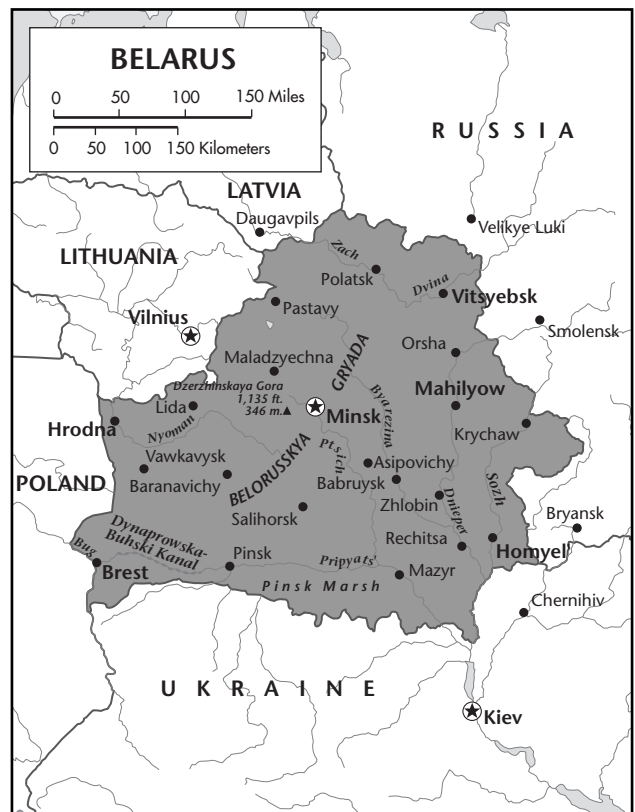 BELARUS
0 50 100 150 Miles
0 50 100 150 Kilometers
RUSSIA
LATVIA
Daugavpils
Velikye Luki
LITHUANIA
Zach
Polatsk
Dvina
Vitsyebsk
Pastavy
Vilnius
Smolensk
Orsha
GRYADA
Maladzyechna
Dzerzhinskaya Gora
1,135 ft.
346 m.
Mahilyow
Lida
Minsk
Byarezina
Hrodna
Nyoman
Krychaw
Ptsich
Vawkavysk
Asipovichy
POLAND
Baranavichy
BELORUSSKYA
Babruysk
Sozh
Zhlobin
Dnieper
Salihorsk
Bryansk
Dynaprowska-
Buhski Kanal
Rechitsa
Bug
Homyel
Brest
Pinsk
Pripyats'
Mazyr
Pinsk Marsh
Chernihiv
UKRAINE
Kiev